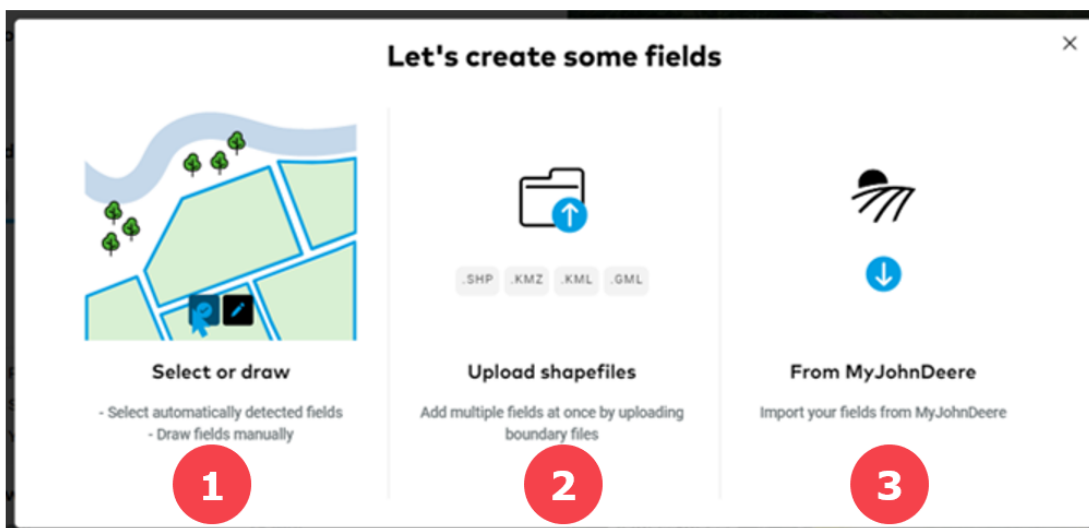 Let's create some fields
.SHP .KMZ .KML .GML
Select or draw
- Select automatically detected fields
- Draw fields manually
1
Upload shapefiles
Add multiple fields at once by uploading
boundary files
2
From MyJohnDeere
Import your fields from MyJohnDeere
3